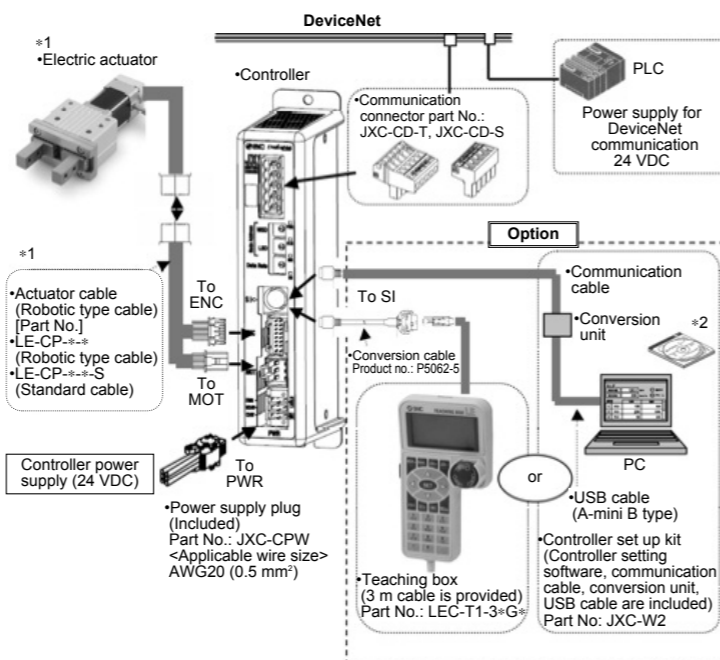 DeviceNet
*1
•Electric actuator
•Controller
•Communication
connector part No.:
JXC-CD-T, JXC-CD-S
PLC
Power supply for
DeviceNet
communication
24 VDC
Option
*1
•Actuator cable
(Robotic type cable)
[Part No.]
•LE-CP-*-*
(Robotic type cable)
•LE-CP-*-*-S
(Standard cable)
To
ENC
To
MOT
To SI
•Conversion cable
Product no.: P5062-5
•Communication
cable
•Conversion
unit
*2
PC
Controller power
supply (24 VDC)
To
PWR
•Power supply plug
(Included)
Part No.: JXC-CPW
<Applicable wire size>
AWG20 (0.5 mm²)
or
•Teaching box
(3 m cable is provided)
Part No.: LEC-T1-3*G*
•USB cable
(A-mini B type)
•Controller set up kit
(Controller setting
software, communication
cable, conversion unit,
USB cable are included)
Part No: JXC-W2